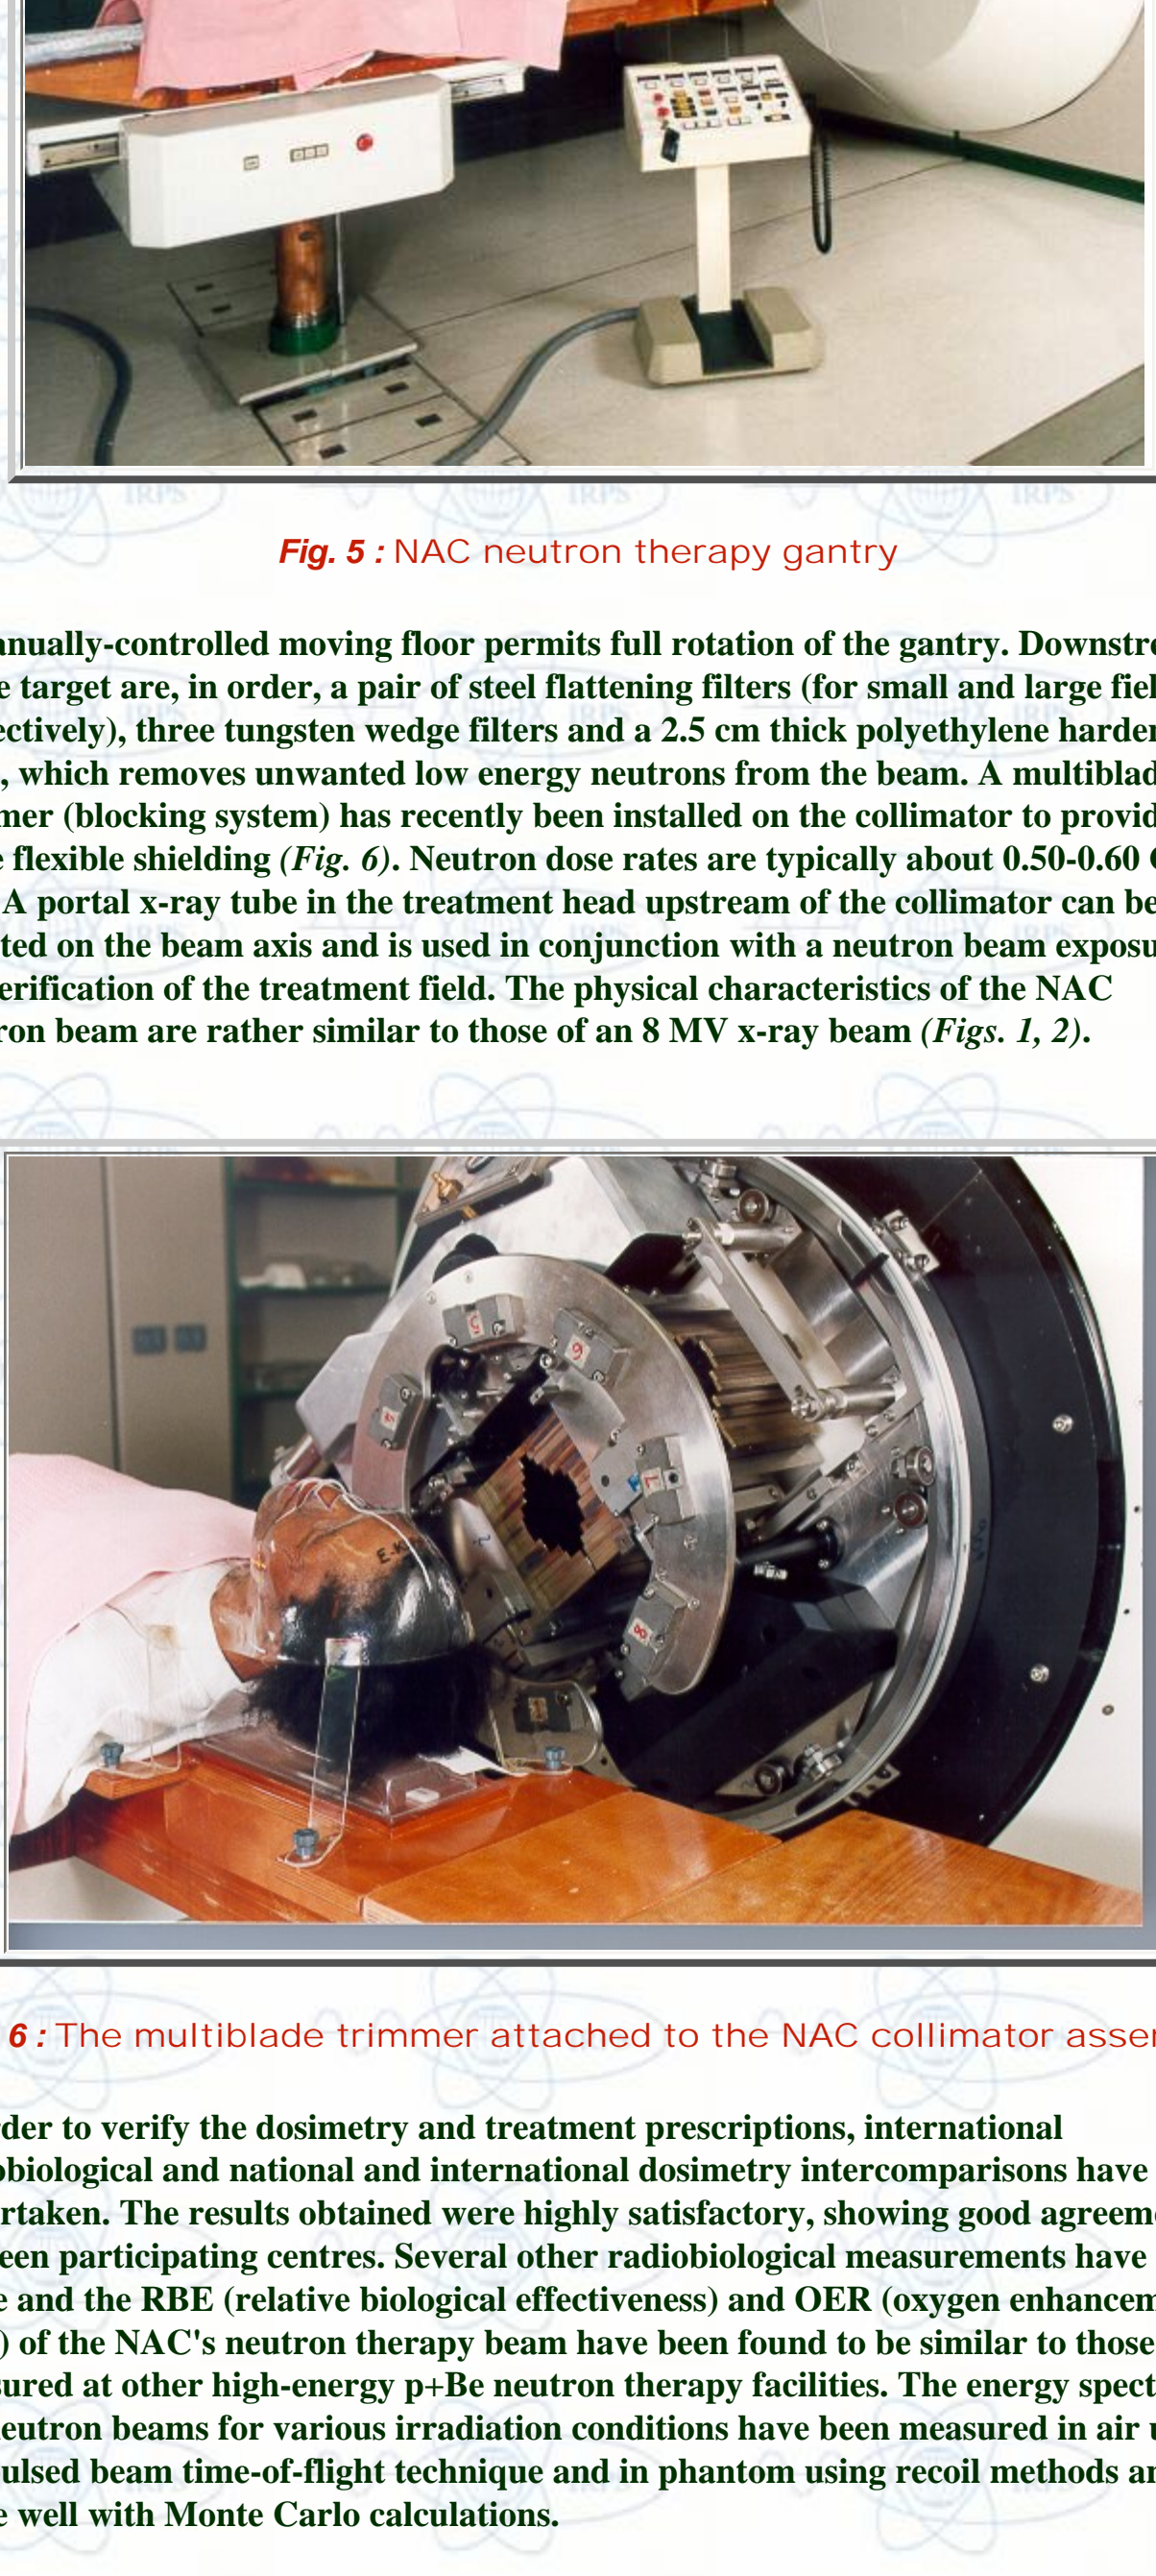 Fig. 5 : NAC neutron therapy gantry
anually-controlled moving floor permits full rotation of the gantry. Downstre
e target are, in order, a pair of steel flattening filters (for small and large fiel
ectively), three tungsten wedge filters and a 2.5 cm thick polyethylene harden
, which removes unwanted low energy neutrons from the beam. A multiblad
mer (blocking system) has recently been installed on the collimator to provid
e flexible shielding (Fig. 6). Neutron dose rates are typically about 0.50-0.60
A portal x-ray tube in the treatment head upstream of the collimator can be
ted on the beam axis and is used in conjunction with a neutron beam exposu
erification of the treatment field. The physical characteristics of the NAC
ron beam are rather similar to those of an 8 MV x-ray beam (Figs. 1, 2).
5
6
7
8
E-K
6 : The multiblade trimmer attached to the NAC collimator asse
der to verify the dosimetry and treatment prescriptions, international
obiological and national and international dosimetry intercomparisons have
rtaken. The results obtained were highly satisfactory, showing good agreeme
een participating centres. Several other radiobiological measurements have
e and the RBE (relative biological effectiveness) and OER (oxygen enhancem
) of the NAC's neutron therapy beam have been found to be similar to those
sured at other high-energy p+Be neutron therapy facilities. The energy spect
neutron beams for various irradiation conditions have been measured in air u
ulsed beam time-of-flight technique and in phantom using recoil methods an
e well with Monte Carlo calculations.